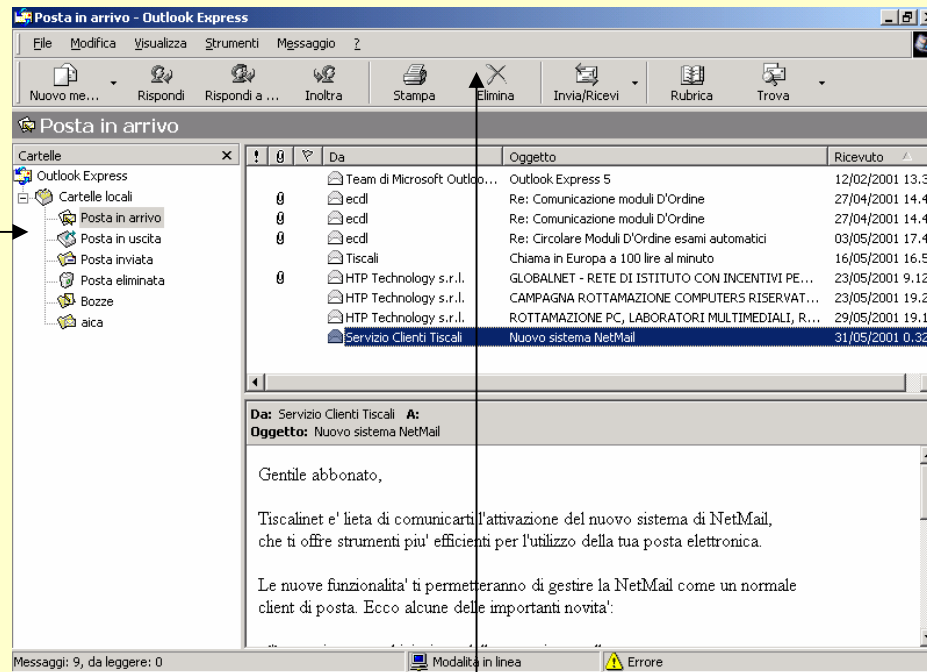 Posta in arrivo - Outlook Express
File Modifica Visualizza Strumenti Messaggio ?
Nuovo me... Rispondi Rispondi a ... Inoltra Stampa Elimina Invia/Ricevi Rubrica Trova
Posta in arrivo
Cartelle
Outlook Express
Cartelle locali
Posta in arrivo
Posta in uscita
Posta inviata
Posta eliminata
Bozze
aica
! Da Oggetto Ricevuto
Team di Microsoft Outloo... Outlook Express 5 12/02/2001 13.3
ecdl Re: Comunicazione moduli D'Ordine 27/04/2001 14.4
ecdl Re: Comunicazione moduli D'Ordine 27/04/2001 14.4
ecdl Re: Circolare Moduli D'Ordine esami automatici 03/05/2001 17.4
Tiscali Chiama in Europa a 100 lire al minuto 16/05/2001 16.5
HTP Technology s.r.l. GLOBALNET - RETE DI ISTITUTO CON INCENTIVI PE... 23/05/2001 9.12
HTP Technology s.r.l. CAMPAGNA ROTTAMAZIONE COMPUTERS RISERVAT... 23/05/2001 19.2
HTP Technology s.r.l. ROTTAMAZIONE PC, LABORATORI MULTIMEDIALI, R... 29/05/2001 19.1
Servizio Clienti Tiscali Nuovo sistema NetMail 31/05/2001 0.32
Da: Servizio Clienti Tiscali A:
Oggetto: Nuovo sistema NetMail
Gentile abbonato,
Tiscalinet e' lieta di comunicarti l'attivazione del nuovo sistema di NetMail,
che ti offre strumenti piu' efficienti per l'utilizzo della tua posta elettronica.
Le nuove funzionalita' ti permetteranno di gestire la NetMail come un normale
client di posta. Ecco alcune delle importanti novita':
Messaggi: 9, da leggere: 0 Modalità in linea Errore